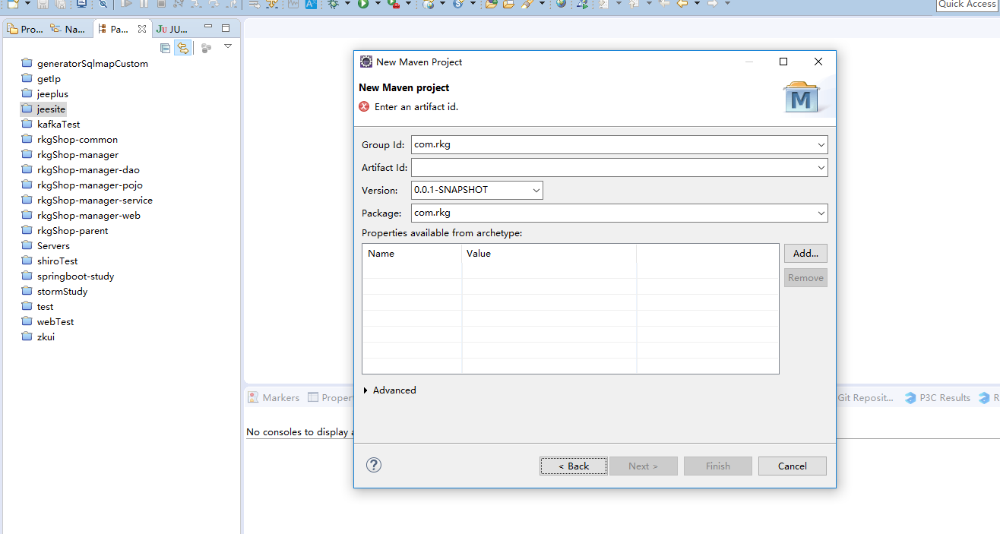 Quick Access
Pro...
Na...
Pa...
JU...
generatorSqlmapCustom
getIp
jeeplus
jeesite
kafkaTest
rkgShop-common
rkgShop-manager
rkgShop-manager-dao
rkgShop-manager-pojo
rkgShop-manager-service
rkgShop-manager-web
rkgShop-parent
Servers
shiroTest
springboot-study
stormStudy
test
webTest
zkui
New Maven Project
New Maven project
Enter an artifact id.
M
Group Id: com.rkg
Artifact Id:
Version: 0.0.1-SNAPSHOT
Package: com.rkg
Properties available from archetype:
Name Value
Add...
Remove
Advanced
? < Back Next > Finish Cancel
Markers Propert
Git Reposit... P3C Results R
No consoles to display a